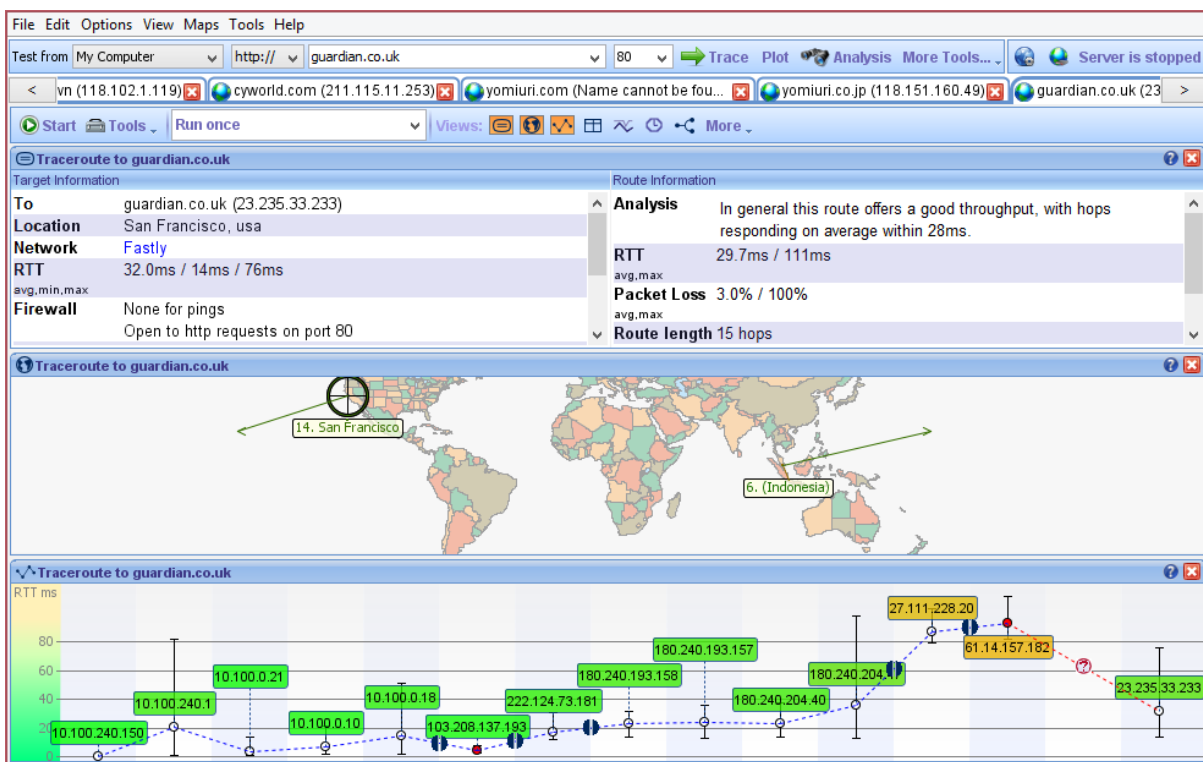 File Edit Options View Maps Tools Help
Test from My Computer http:// guardian.co.uk 80 Trace Plot Analysis More Tools... Server is stopped
< vn (118.102.1.119) cyworld.com (211.115.11.253) yomiuri.com (Name cannot be fou... yomiuri.co.jp (118.151.160.49) guardian.co.uk (23 >
Start Tools Run once Views: More
Traceroute to guardian.co.uk
Target Information
To guardian.co.uk (23.235.33.233)
Location San Francisco, usa
Network Fastly
RTT 32.0ms / 14ms / 76ms
avg,min,max
Firewall None for pings
Open to http requests on port 80
Route Information
Analysis In general this route offers a good throughput, with hops
responding on average within 28ms.
RTT 29.7ms / 111ms
avg,max
Packet Loss 3.0% / 100%
avg,max
Route length 15 hops
Traceroute to guardian.co.uk
14. San Francisco
6. (Indonesia)
Traceroute to guardian.co.uk
RTT ms
80
60
40
20
0
10.100.240.150
10.100.240.1
10.100.0.21
10.100.0.10
10.100.0.18
103.208.137.193
222.124.73.181
180.240.193.158
180.240.193.157
180.240.204.40
180.240.204.
27.111.228.20
61.14.157.182
23.235.33.233